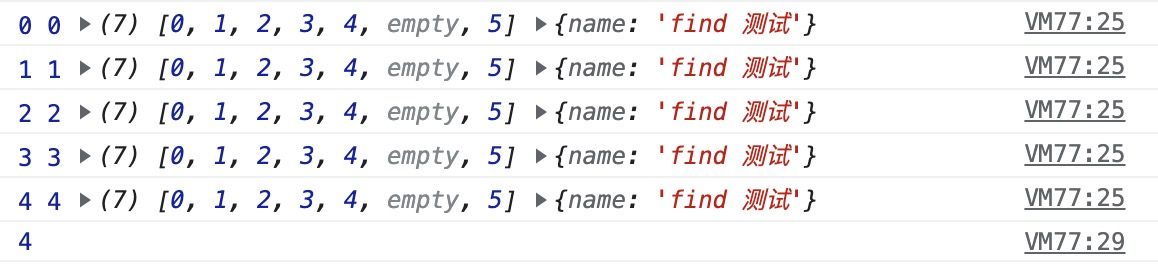 0 0 ▶(7) [0, 1, 2, 3, 4, empty, 5] ▶{name: 'find 测试'} VM77:25
1 1 ▶(7) [0, 1, 2, 3, 4, empty, 5] ▶{name: 'find 测试'} VM77:25
2 2 ▶(7) [0, 1, 2, 3, 4, empty, 5] ▶{name: 'find 测试'} VM77:25
3 3 ▶(7) [0, 1, 2, 3, 4, empty, 5] ▶{name: 'find 测试'} VM77:25
4 4 ▶(7) [0, 1, 2, 3, 4, empty, 5] ▶{name: 'find 测试'} VM77:25
4 VM77:29